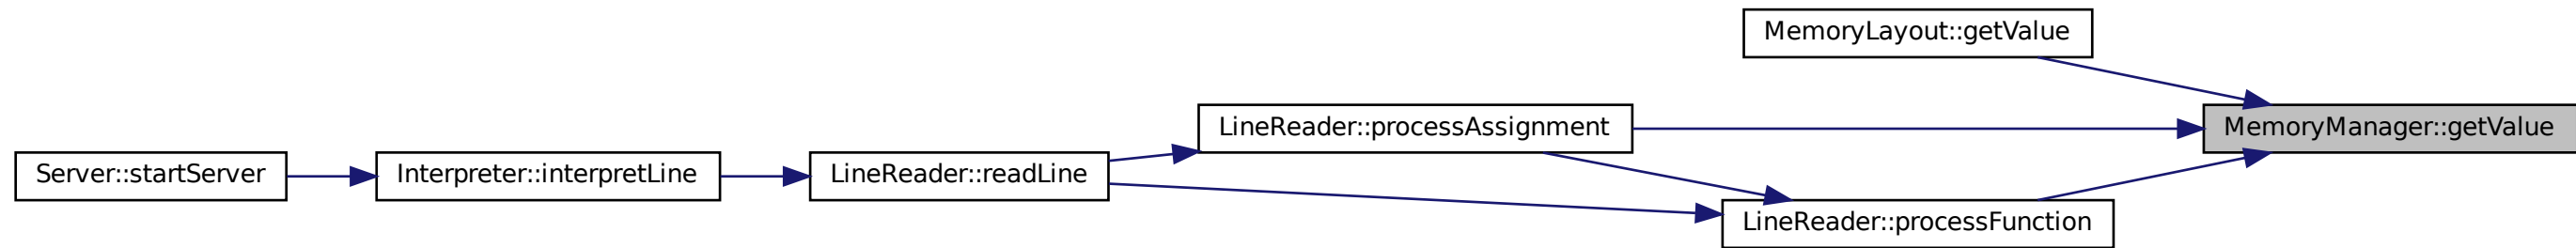 MemoryLayout::getValue
LineReader::processAssignment
MemoryManager::getValue
Server::startServer
Interpreter::interpretLine
LineReader::readLine
LineReader::processFunction